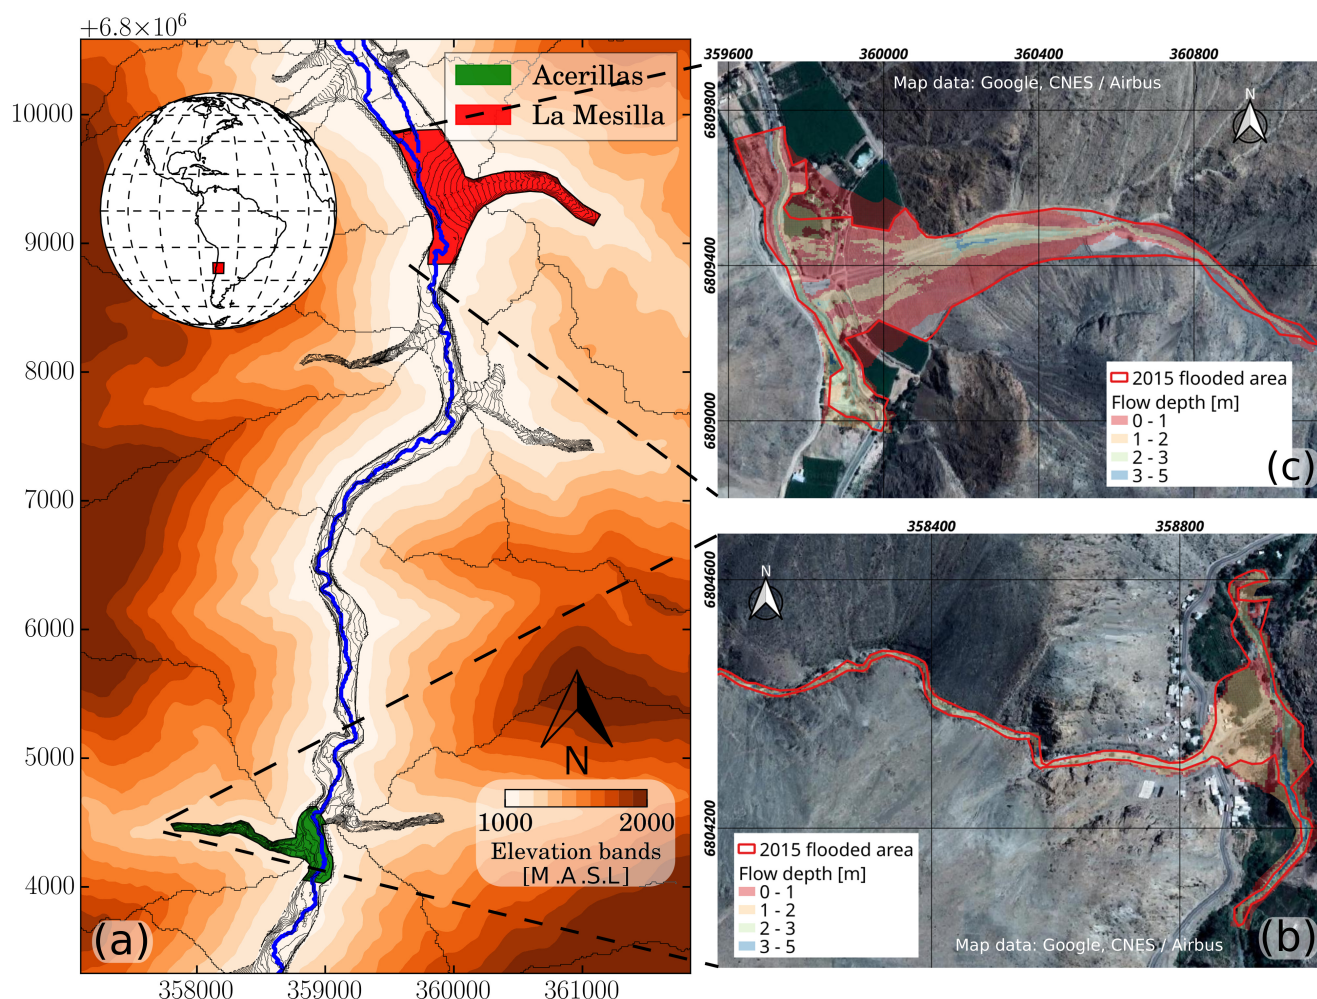 +6.8×10⁶
10000
9000
8000
7000
6000
5000
4000
358000 359000 360000 361000
Acerillas
La Mesilla
N
1000 2000
Elevation bands
[M .A .S.L]
(a)
359600 360000 360400 360800
6809800
6809400
6809000
Map data: Google, CNES / Airbus
N
2015 flooded area
Flow depth [m]
0 - 1
1 - 2
2 - 3
3 - 5
(c)
358400 358800
6804600
6804200
N
2015 flooded area
Flow depth [m]
0 - 1
1 - 2
2 - 3
3 - 5
Map data: Google, CNES / Airbus
(b)